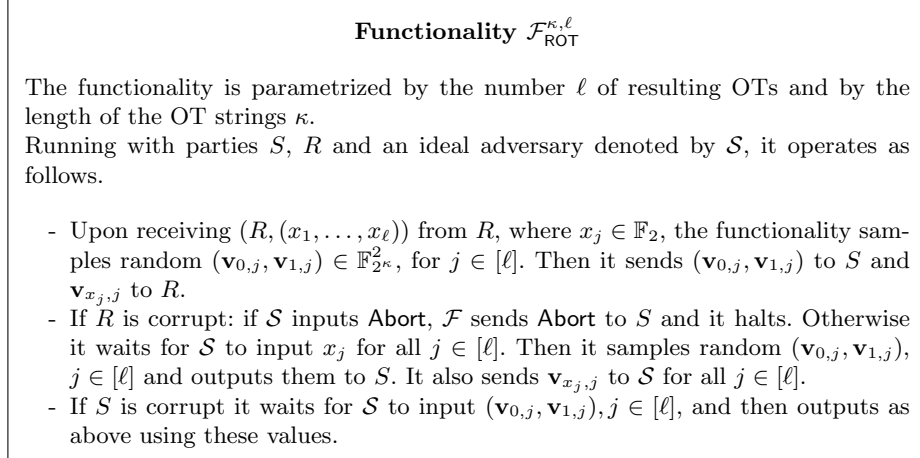 Functionality $\mathcal{F}_{\mathsf{ROT}}^{\kappa,\ell}$
The functionality is parametrized by the number $\ell$ of resulting OTs and by the
length of the OT strings $\kappa$.
Running with parties $S$, $R$ and an ideal adversary denoted by $\mathcal{S}$, it operates as
follows.
- Upon receiving $(R, (x_1, \ldots, x_\ell))$ from $R$, where $x_j \in \mathbb{F}_2$, the functionality sam-
ples random $(\mathbf{v}_{0,j}, \mathbf{v}_{1,j}) \in \mathbb{F}_{2^\kappa}^2$, for $j \in [\ell]$. Then it sends $(\mathbf{v}_{0,j}, \mathbf{v}_{1,j})$ to $S$ and
$\mathbf{v}_{x_j,j}$ to $R$.
- If $R$ is corrupt: if $\mathcal{S}$ inputs $\mathsf{Abort}$, $\mathcal{F}$ sends $\mathsf{Abort}$ to $S$ and it halts. Otherwise
it waits for $\mathcal{S}$ to input $x_j$ for all $j \in [\ell]$. Then it samples random $(\mathbf{v}_{0,j}, \mathbf{v}_{1,j})$,
$j \in [\ell]$ and outputs them to $S$. It also sends $\mathbf{v}_{x_j,j}$ to $\mathcal{S}$ for all $j \in [\ell]$.
- If $S$ is corrupt it waits for $\mathcal{S}$ to input $(\mathbf{v}_{0,j}, \mathbf{v}_{1,j}), j \in [\ell]$, and then outputs as
above using these values.